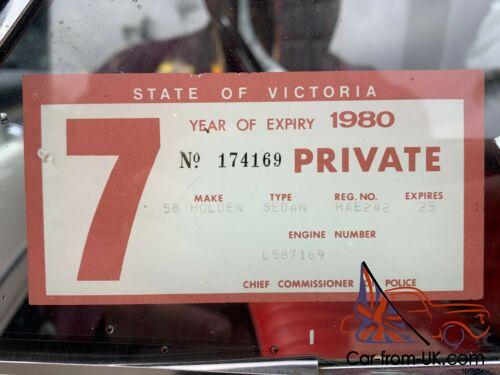 STATE OF VICTORIA
7
YEAR OF EXPIRY 1980
No 174169 PRIVATE
MAKE TYPE REG. NO. EXPIRES
58 HOLDEN SEDAN HAE242 25
ENGINE NUMBER
L587169
CHIEF COMMISSIONER POLICE
Car-from-UK.com